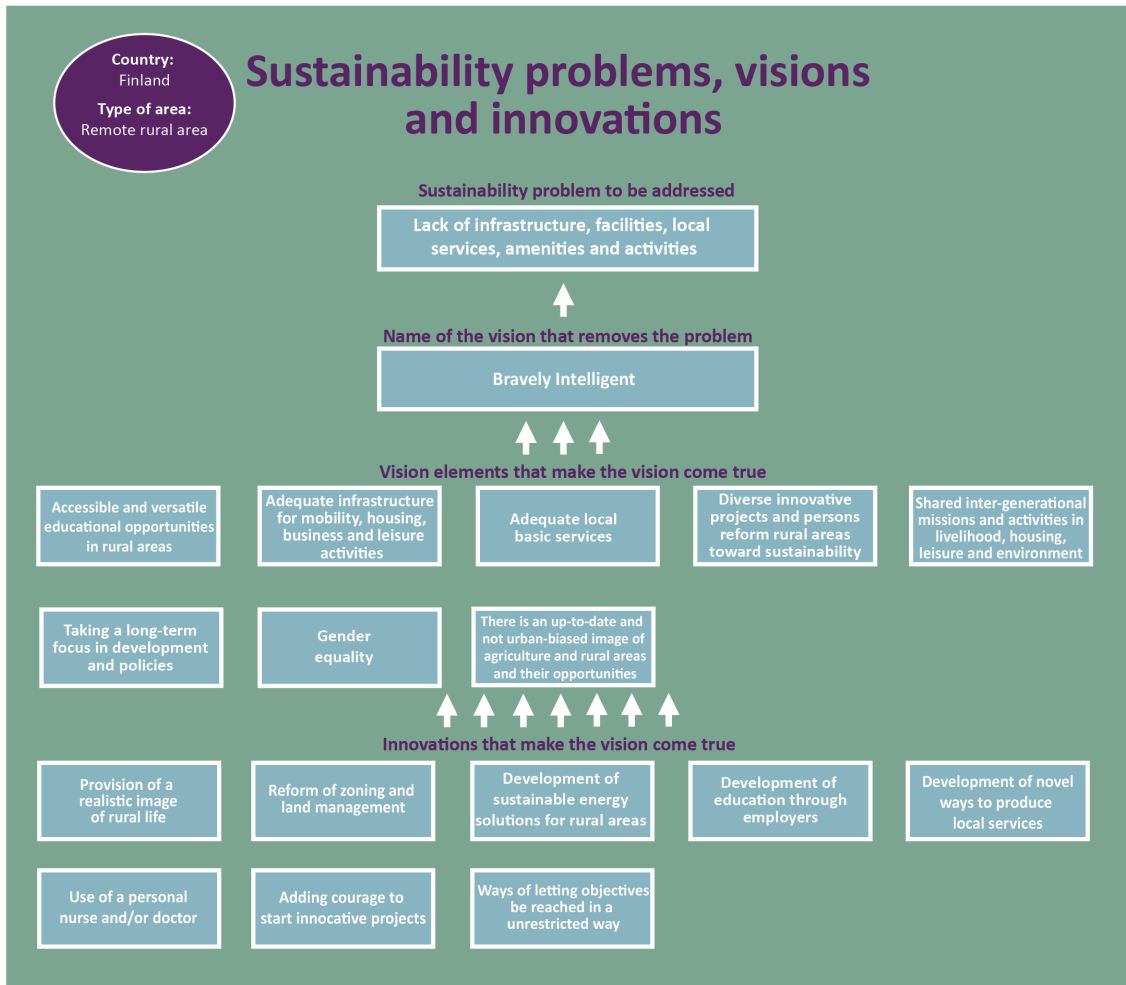 Country:
Finland
Type of area:
Remote rural area
Sustainability problems, visions
and innovations
Sustainability problem to be addressed
Lack of infrastructure, facilities, local
services, amenities and activities
Name of the vision that removes the problem
Bravely Intelligent
Vision elements that make the vision come true
Accessible and versatile
educational opportunities
in rural areas
Adequate infrastructure
for mobility, housing,
business and leisure
activities
Adequate local
basic services
Diverse innovative
projects and persons
reform rural areas
toward sustainability
Shared inter-generational
missions and activities in
livelihood, housing,
leisure and environment
Taking a long-term
focus in development
and policies
Gender
equality
There is an up-to-date and
not urban-biased image of
agriculture and rural areas
and their opportunities
Innovations that make the vision come true
Provision of a
realistic image
of rural life
Reform of zoning and
land management
Development of
sustainable energy
solutions for rural areas
Development of
education through
employers
Development of novel
ways to produce
local services
Use of a personal
nurse and/or doctor
Adding courage to
start innocative projects
Ways of letting objectives
be reached in a
unrestricted way